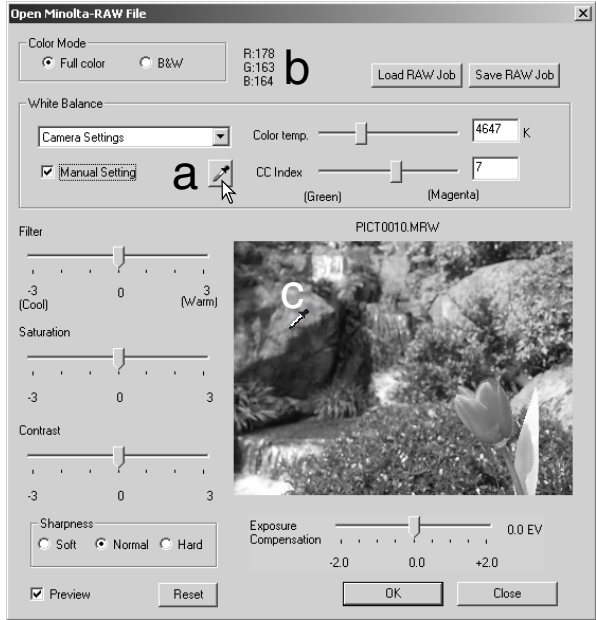 Open Minolta-RAW File
Color Mode
Full color B&W
R:178
G:163
B:164
b
Load RAW Job Save RAW Job
White Balance
Camera Settings
Color temp. 4647 K
Manual Setting
a
CC Index 7
(Green) (Magenta)
Filter
-3 0 3
(Cool) (Warm)
Saturation
-3 0 3
Contrast
-3 0 3
Sharpness
Soft Normal Hard
Preview Reset
PICT0010.MRW
c
Exposure
Compensation 0.0 EV
-2.0 0.0 +2.0
OK Close